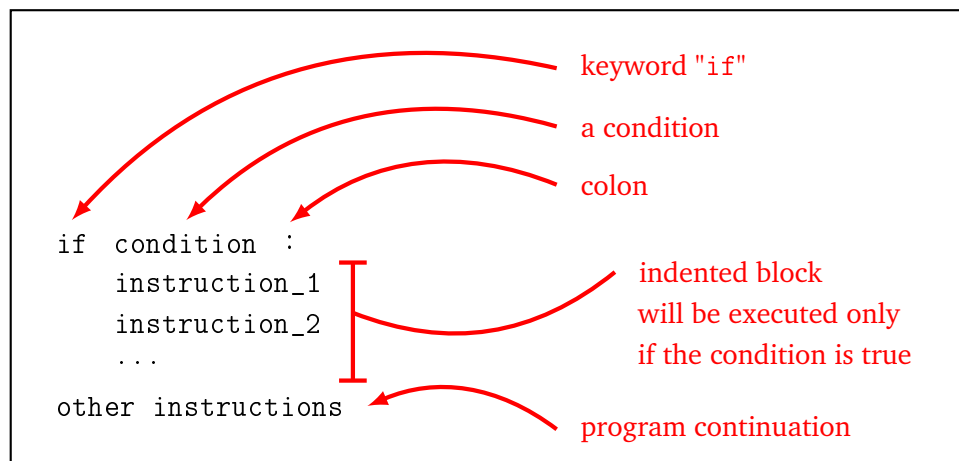 keyword "if"
a condition
colon
if condition :
instruction_1
instruction_2
...
other instructions
indented block
will be executed only
if the condition is true
program continuation